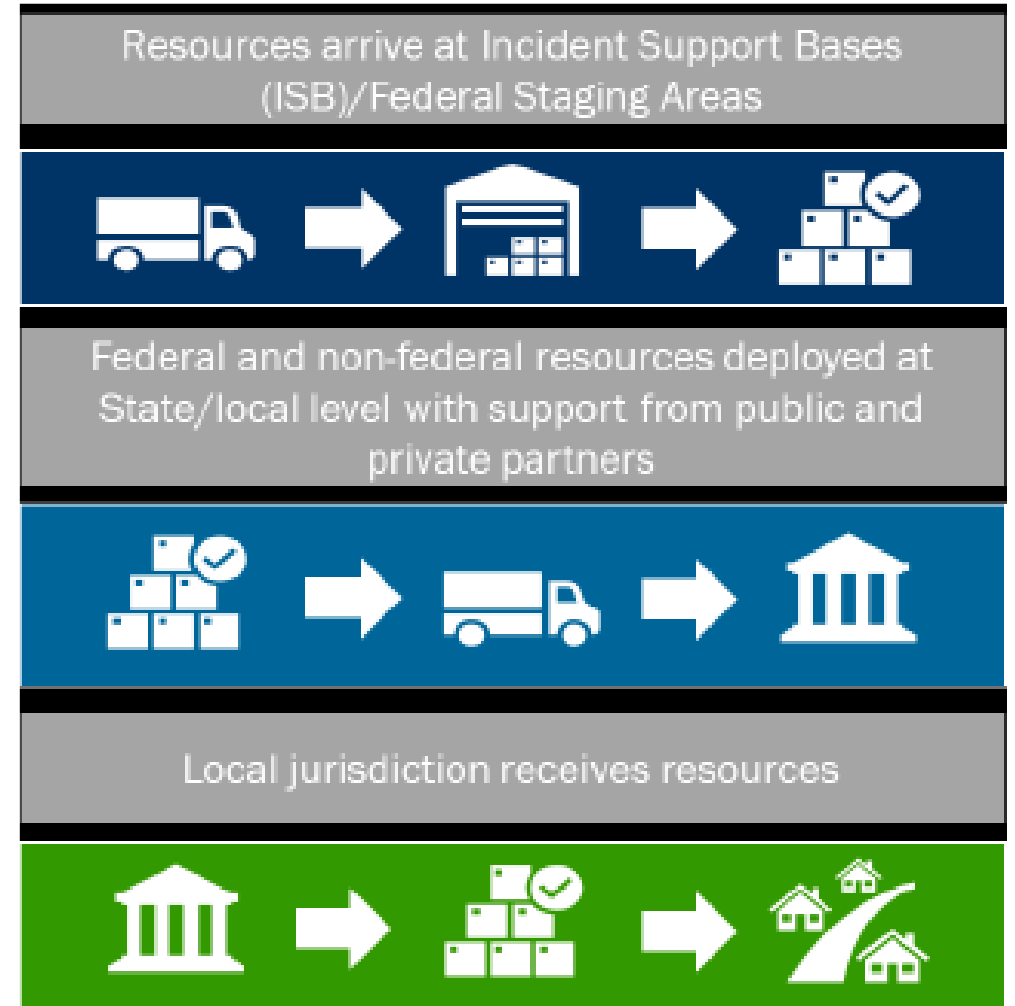 Resources arrive at Incident Support Bases
(ISB)/Federal Staging Areas
Federal and non-federal resources deployed at
State/local level with support from public and
private partners
Local jurisdiction receives resources